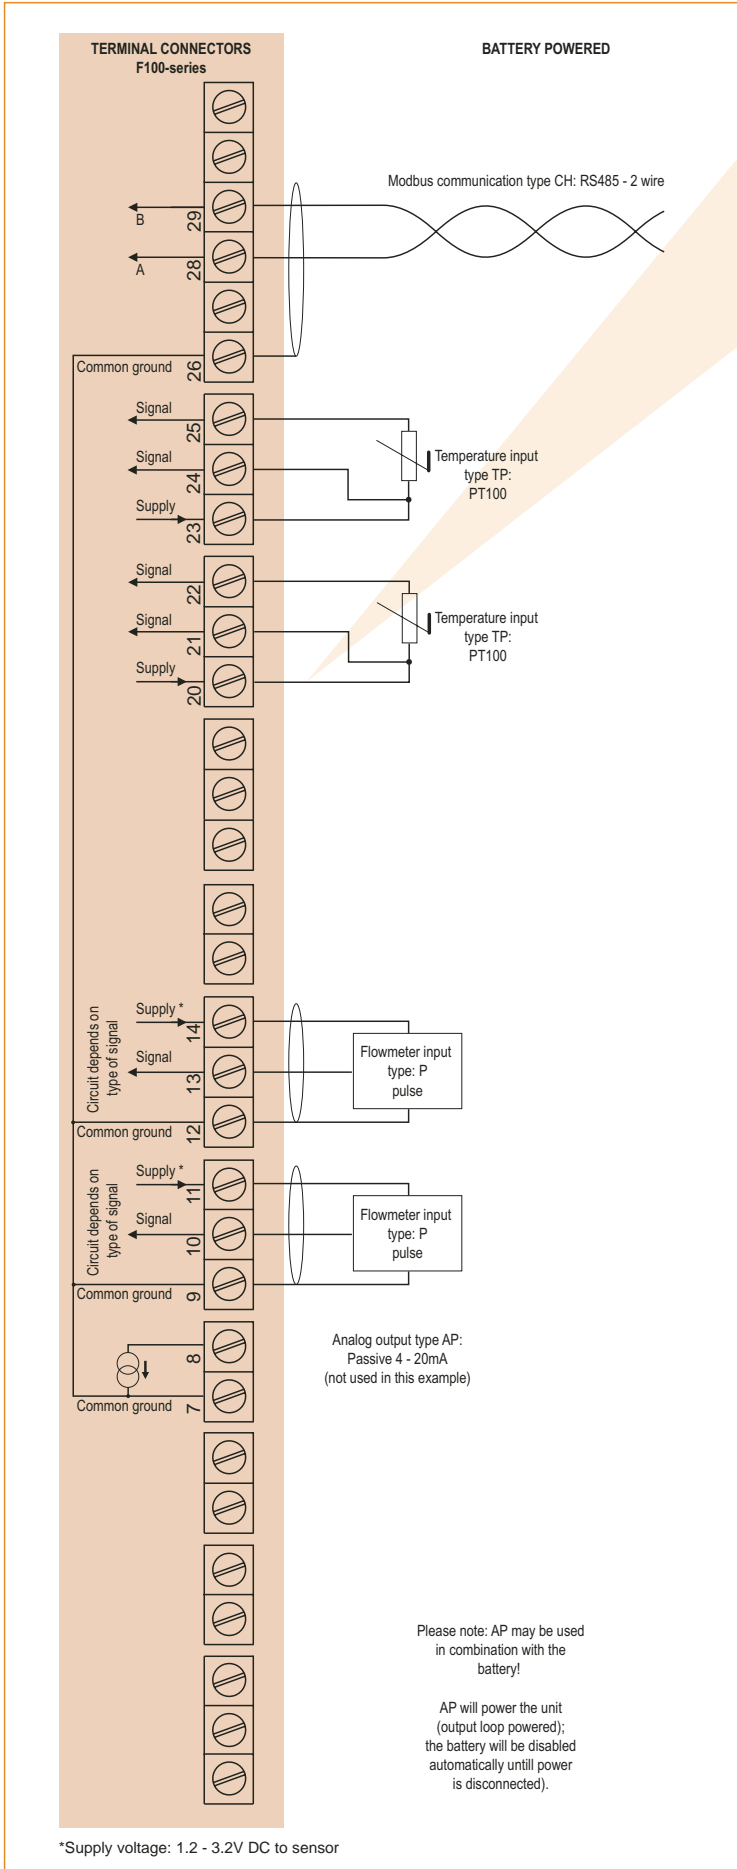 TERMINAL CONNECTORS
F100-series
BATTERY POWERED
Modbus communication type CH: RS485 - 2 wire
B
29
A
28
Common ground
26
Signal
25
Signal
24
Supply
23
Temperature input
type TP:
PT100
Signal
22
Signal
21
Supply
20
Temperature input
type TP:
PT100
Circuit depends on
type of signal
Supply *
14
Signal
13
Common ground
12
Flowmeter input
type: P
pulse
Circuit depends on
type of signal
Supply *
11
Signal
10
Common ground
9
Flowmeter input
type: P
pulse
8
Common ground
7
Analog output type AP:
Passive 4 - 20mA
(not used in this example)
Please note: AP may be used
in combination with the
battery!
AP will power the unit
(output loop powered);
the battery will be disabled
automatically untill power
is disconnected).
*Supply voltage: 1.2 - 3.2V DC to sensor